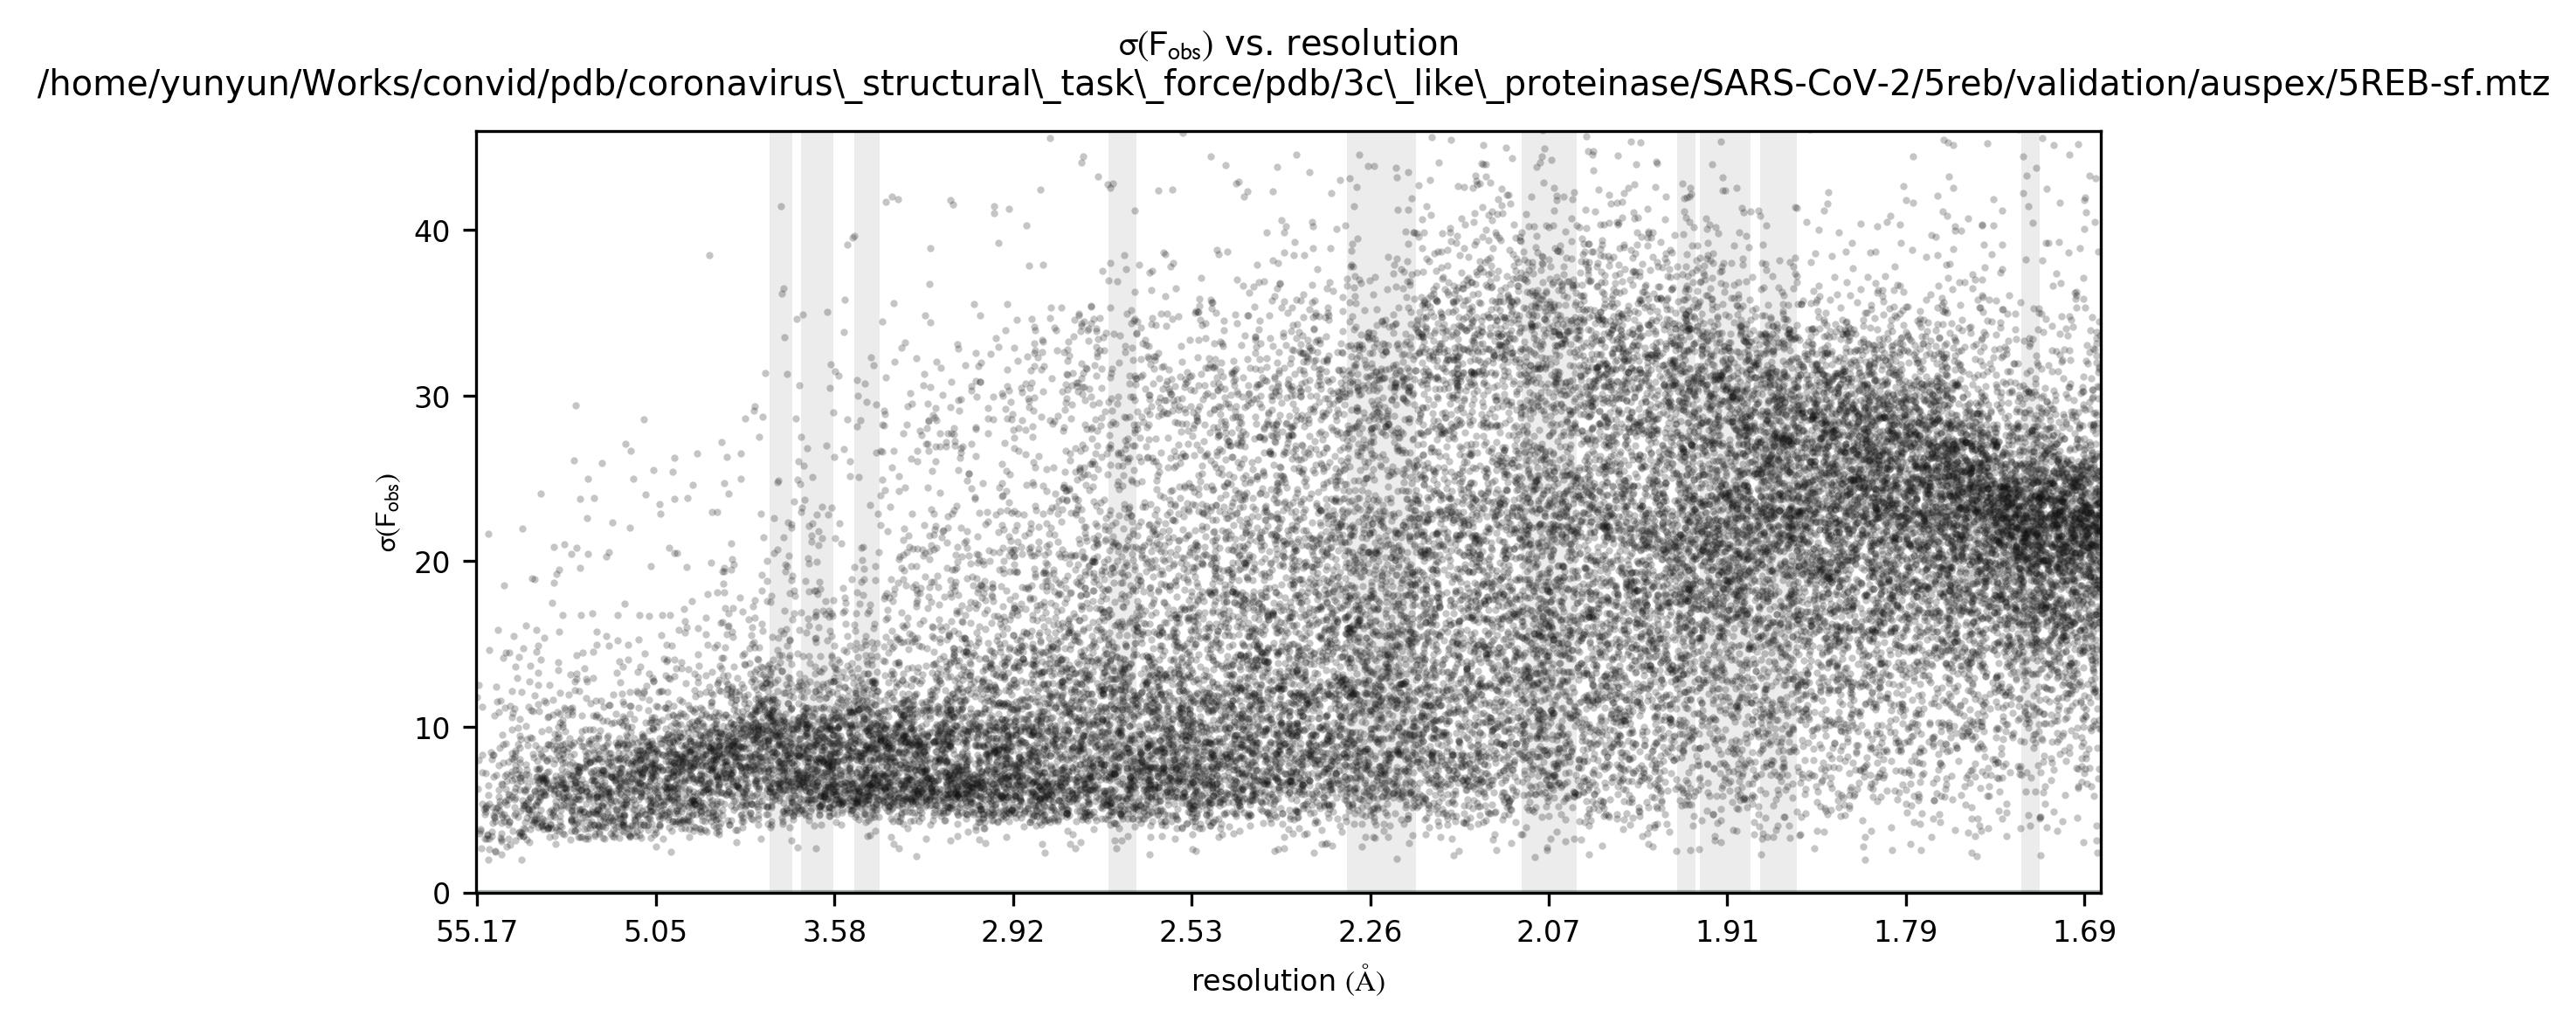 σ(Fobs) vs. resolution
/home/yunyun/Works/convid/pdb/coronavirus\_structural\_task\_force/pdb/3c\_like\_proteinase/SARS-CoV-2/5reb/validation/auspex/5REB-sf.mtz
40
30
20
10
0
σ(Fobs)
55.17 5.05 3.58 2.92 2.53 2.26 2.07 1.91 1.79 1.69
resolution (Å)